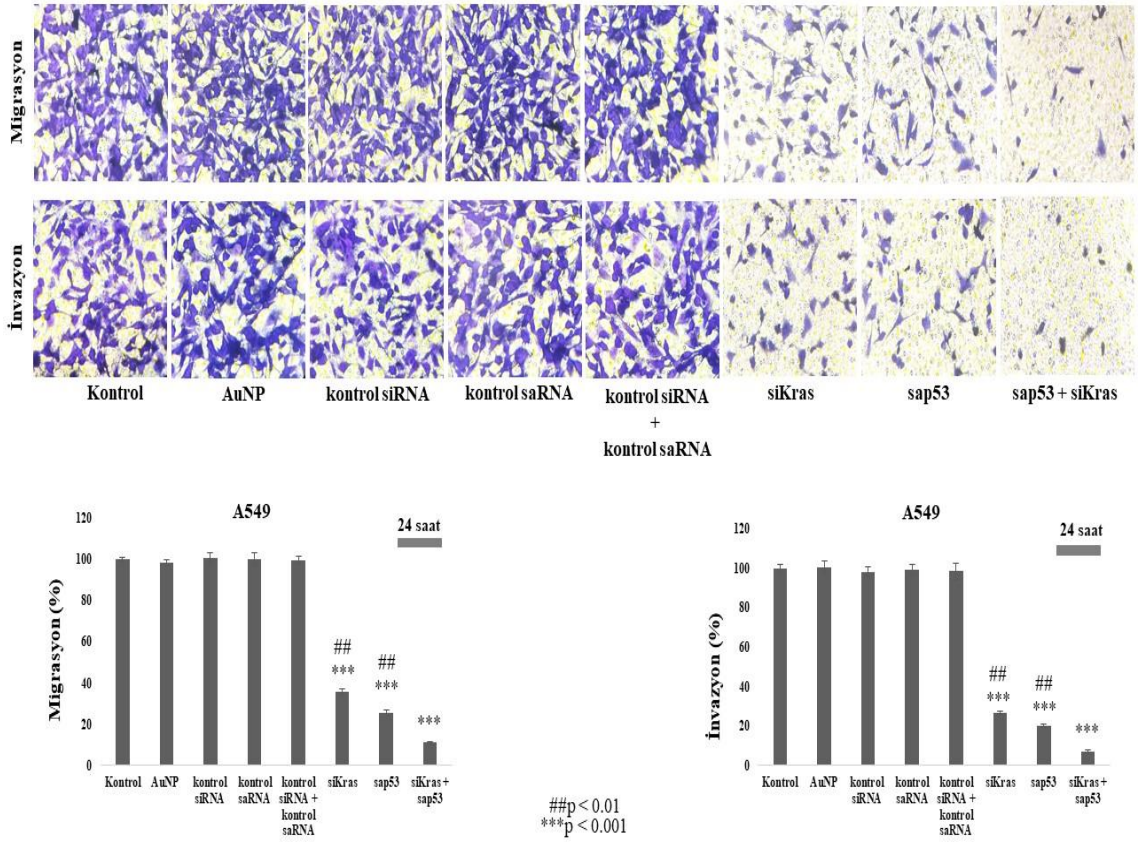 Migrasyon
İnvazyon
Kontrol
AuNP
kontrol siRNA
kontrol saRNA
kontrol siRNA
+
kontrol saRNA
siKras
sap53
sap53 + siKras
A549
24 saat
Migrasyon (%)
120
100
80
60
40
20
0
##
***
##
***
***
Kontrol
AuNP
kontrol
siRNA
kontrol
saRNA
kontrol
siRNA +
kontrol
saRNA
siKras
sap53
siKras +
sap53
##p < 0.01
***p < 0.001
A549
24 saat
İnvazyon (%)
120
100
80
60
40
20
0
##
***
##
***
***
Kontrol
AuNP
kontrol
siRNA
kontrol
saRNA
kontrol
siRNA +
kontrol
saRNA
siKras
sap53
siKras +
sap53